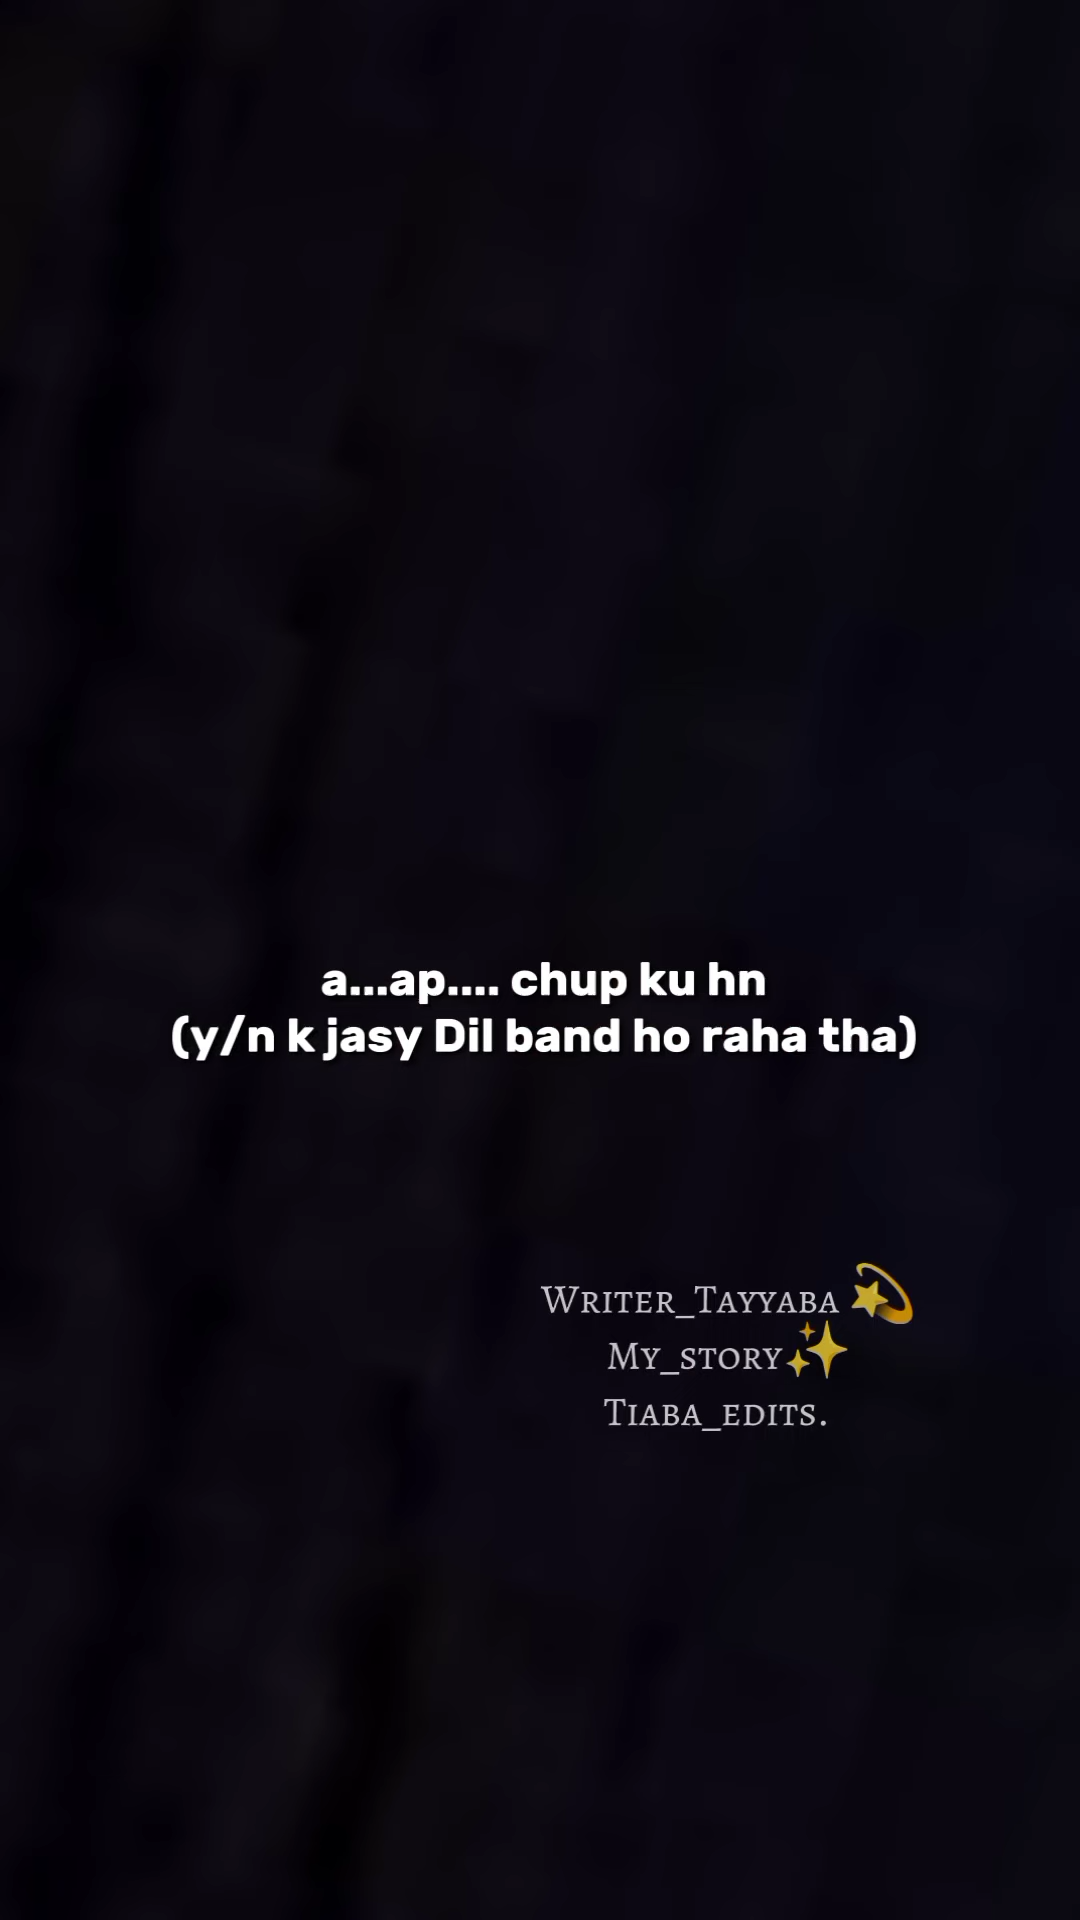 a...ap.... chup ku hn
(y/n k jasy Dil band ho raha tha)
Writer_Tayyaba 💫
My_story✨
Tiaba_edits.